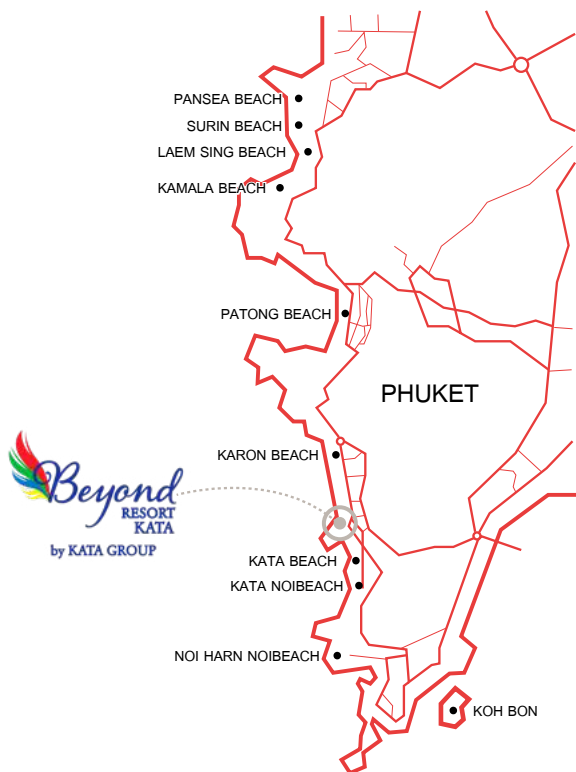 PANSEA BEACH
SURIN BEACH
LAEM SING BEACH
KAMALA BEACH
PATONG BEACH
PHUKET
KARON BEACH
Beyond
RESORT
KATA
by KATA GROUP
KATA BEACH
KATA NOIBEACH
NOI HARN NOIBEACH
KOH BON